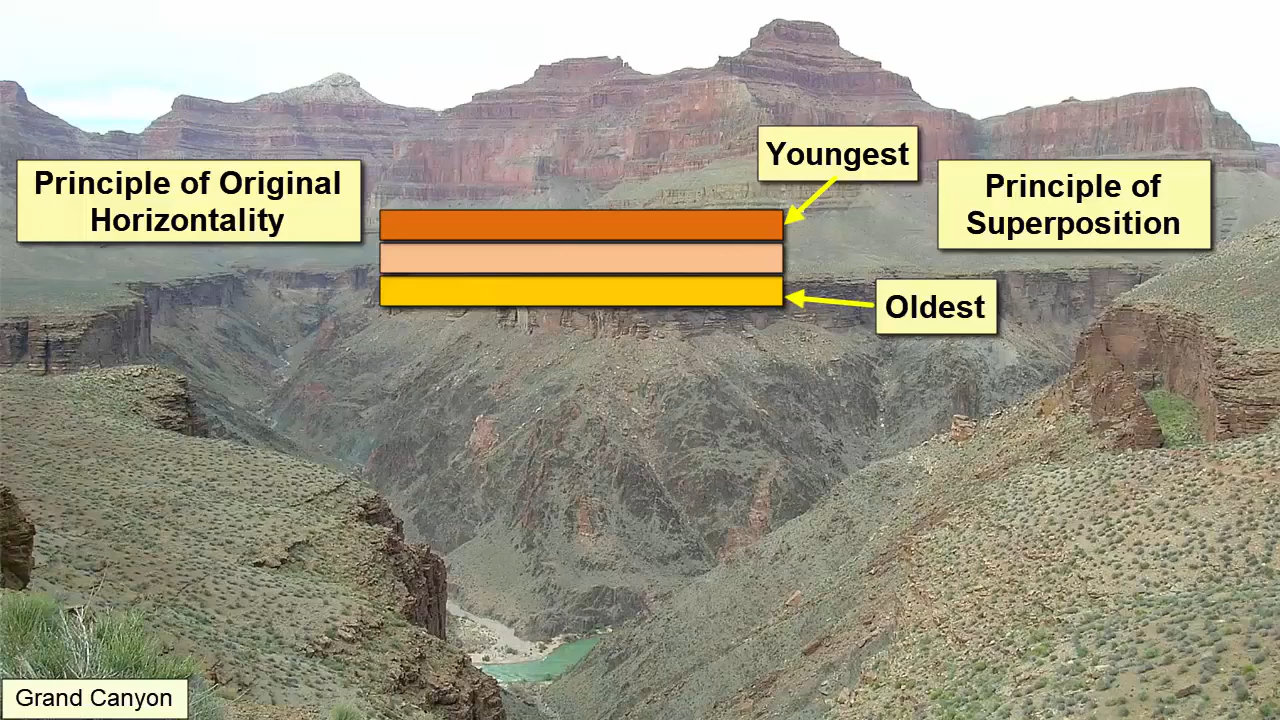 Youngest
Principle of Original
Horizontality
Principle of
Superposition
Oldest
Grand Canyon